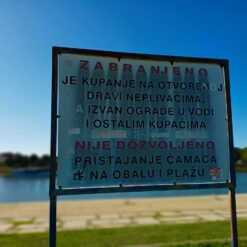 ZABRANJENO
JE KUPANJE NA OTVORENOJ
DRAVI NEPLIVAČIMA,
A IZVAN OGRADE U VODI
I OSTALIM KUPAČIMA
NIJE DOZVOLJENO
PRISTAJANJE ČAMACA
NA OBALU I PLAŽU